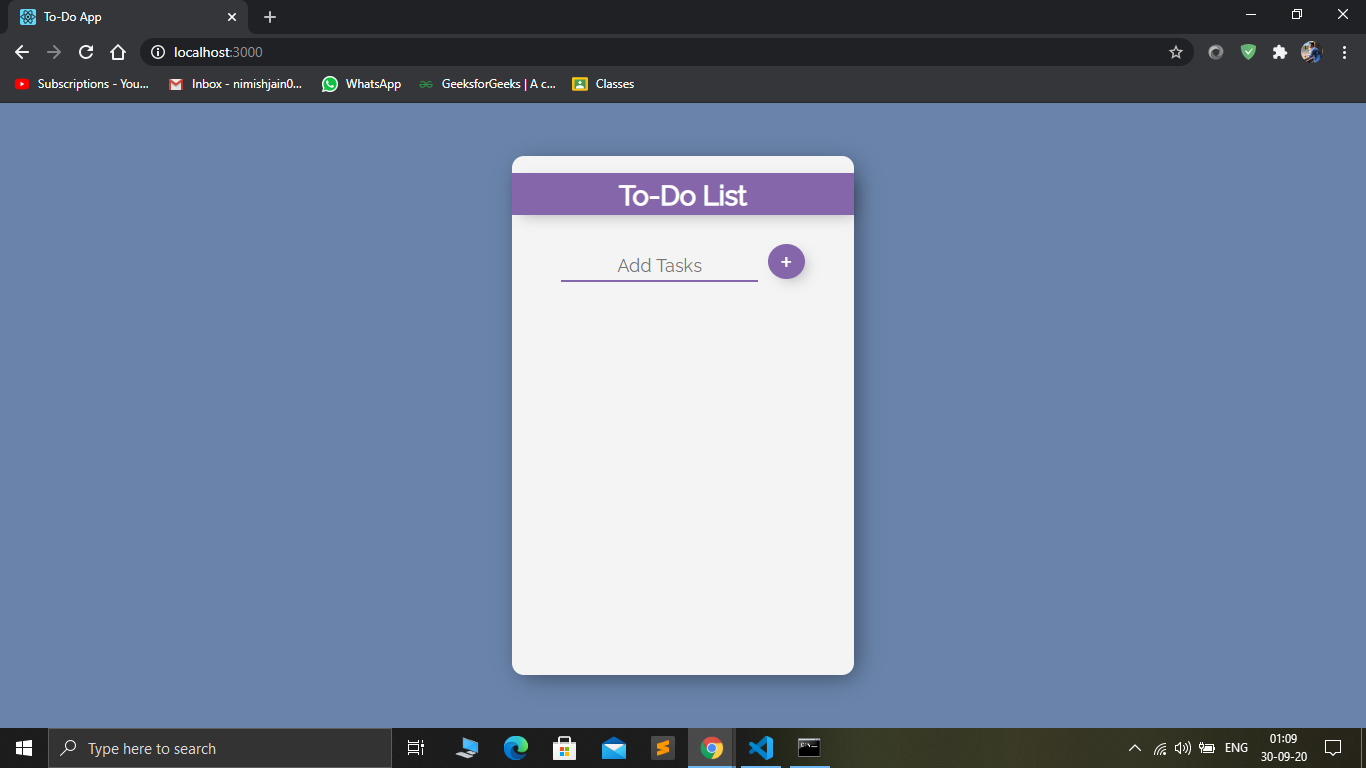 To-Do App
localhost:3000
Subscriptions - You...
Inbox - nimishjain0...
WhatsApp
GeeksforGeeks | A c...
Classes
To-Do List
Add Tasks
+
Type here to search
ENG
01:09
30-09-20